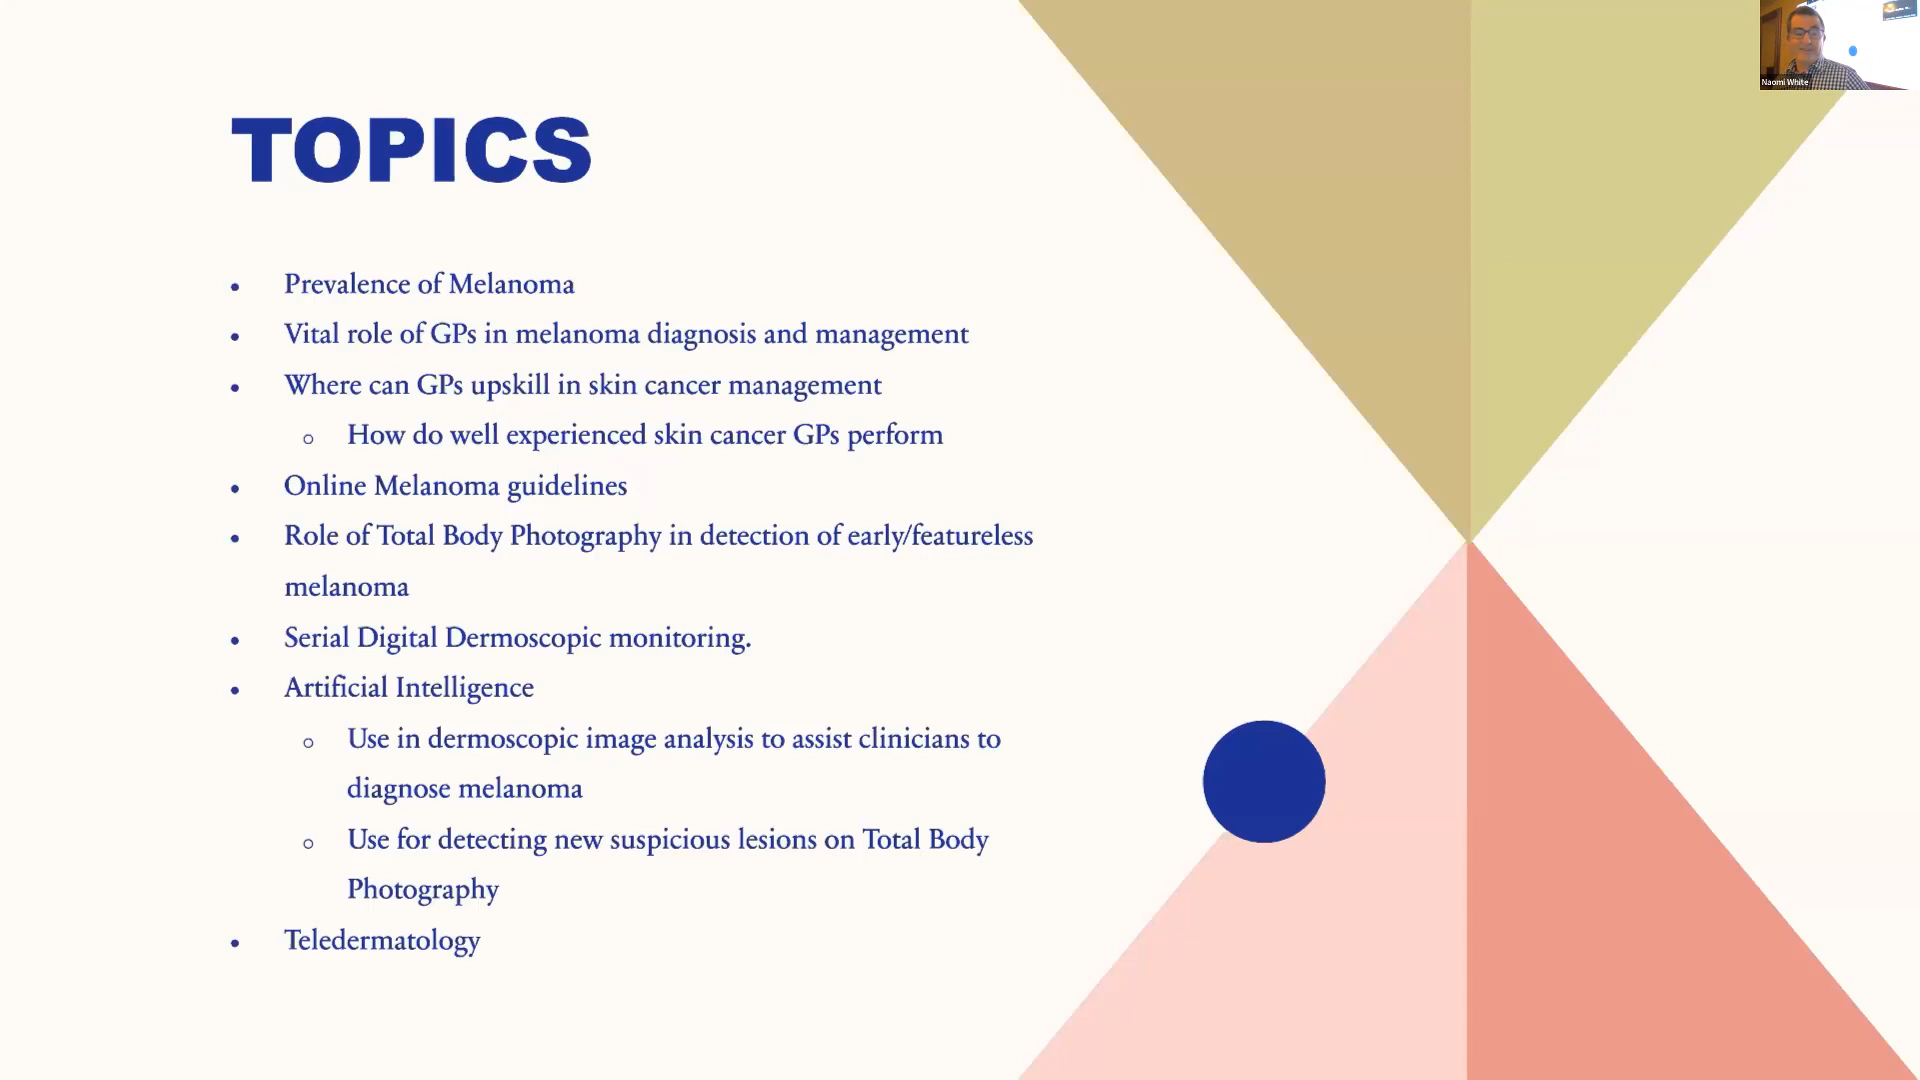 Naomi White
TOPICS
• Prevalence of Melanoma
• Vital role of GPs in melanoma diagnosis and management
• Where can GPs upskill in skin cancer management
o How do well experienced skin cancer GPs perform
• Online Melanoma guidelines
• Role of Total Body Photography in detection of early/featureless
melanoma
• Serial Digital Dermoscopic monitoring.
• Artificial Intelligence
o Use in dermoscopic image analysis to assist clinicians to
diagnose melanoma
o Use for detecting new suspicious lesions on Total Body
Photography
• Teledermatology